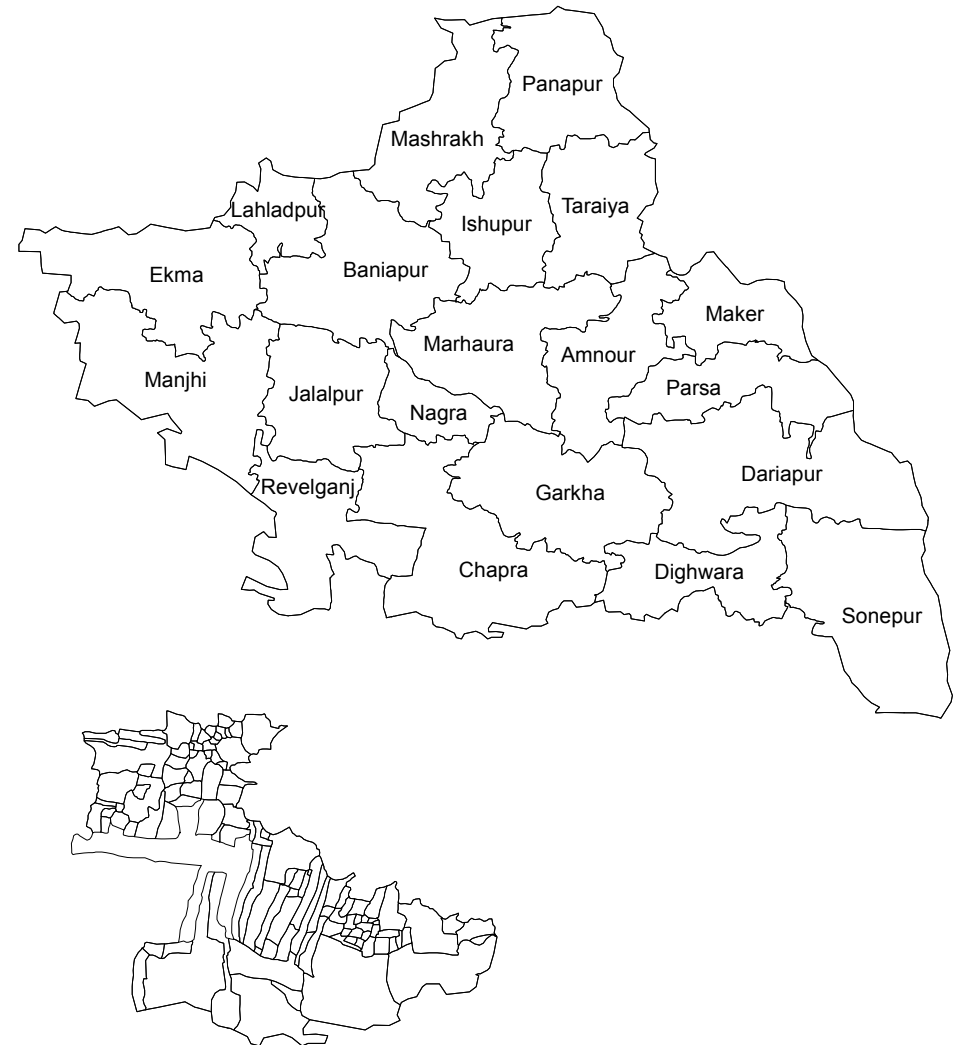 Panapur
Mashrakh
Taraiya
Lahladpur
Ishupur
Baniapur
Ekma
Maker
Marhaura
Amnour
Manjhi
Parsa
Jalalpur
Nagra
Dariapur
Revelganj
Garkha
Chapra
Dighwara
Sonepur